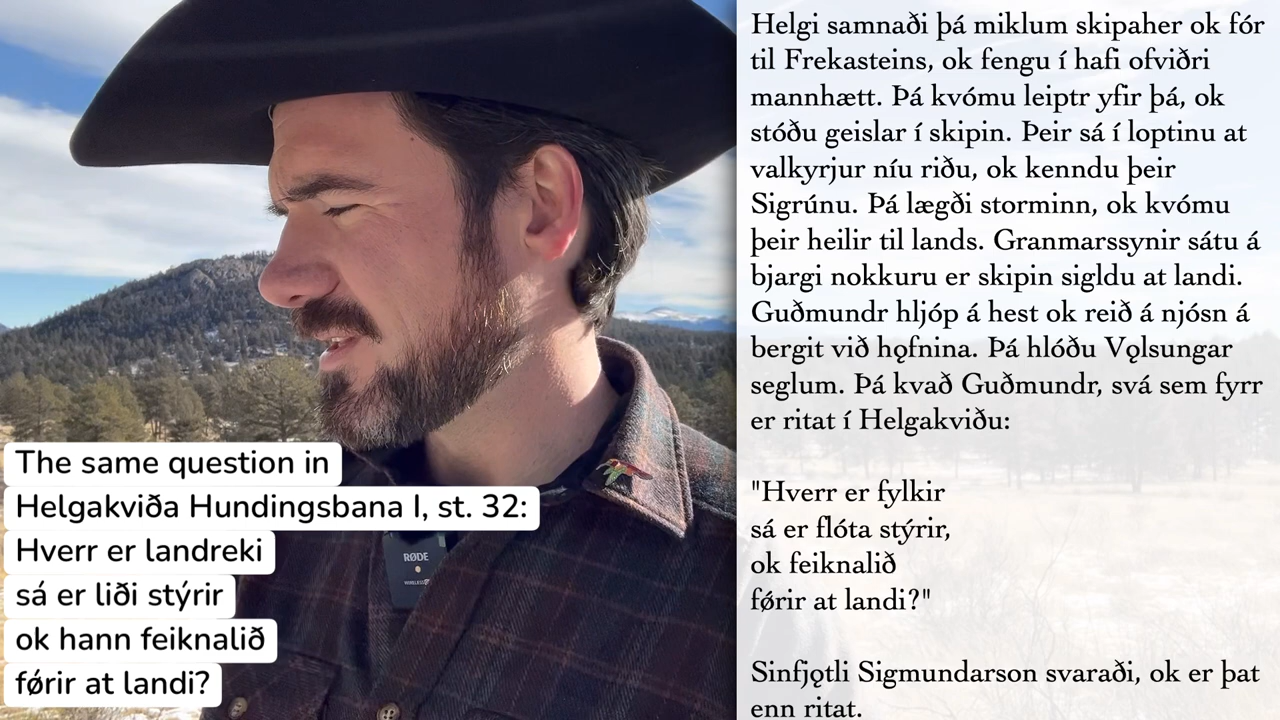 The same question in
Helgakviða Hundingsbana I, st. 32:
Hverr er landreki
sá er liði stýrir
ok hann feiknalið
fǿrir at landi?
RØDE
Helgi samnaði þá miklum skipaher ok fór
til Frekasteins, ok fengu í hafi ofviðri
mannhætt. Þá kvómu leiptr yfir þá, ok
stóðu geislar í skipin. Þeir sá í loptinu at
valkyrjur níu riðu, ok kenndu þeir
Sigrúnu. Þá lægði storminn, ok kvómu
þeir heilir til lands. Granmarssynir sátu á
bjargi nokkuru er skipin sigldu at landi.
Guðmundr hljóp á hest ok reið á njósn á
bergit við hǫfnina. Þá hlóðu Vǫlsungar
seglum. Þá kvað Guðmundr, svá sem fyrr
er ritat í Helgakviðu:
"Hverr er fylkir
sá er flóta stýrir,
ok feiknalið
fǿrir at landi?"
Sinfjǫtli Sigmundarson svaraði, ok er þat
enn ritat.